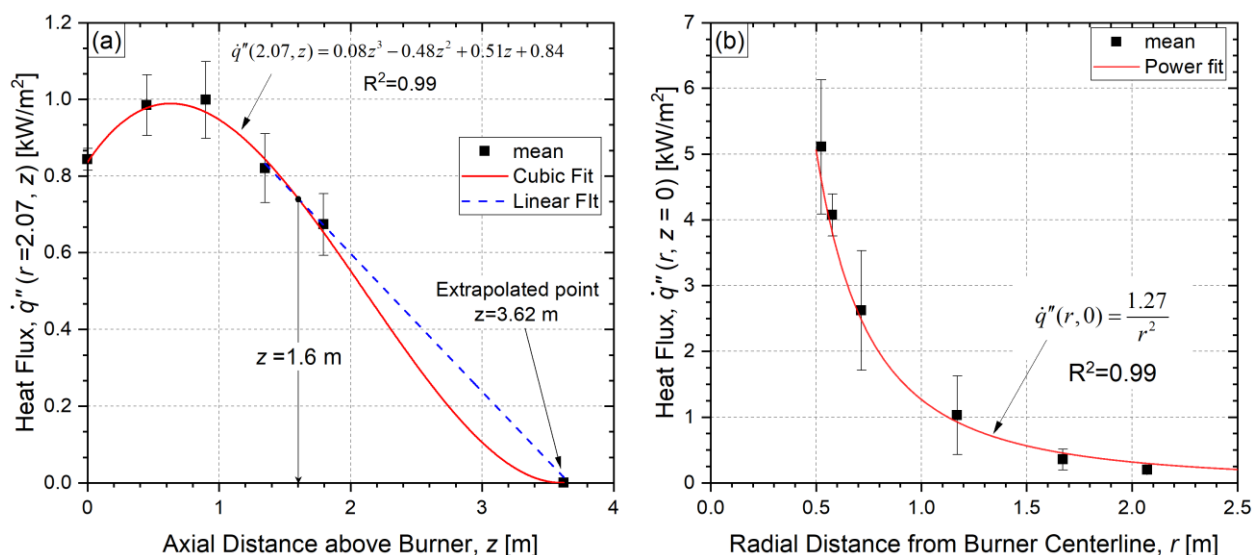 (a)
q̇″(2.07, z) = 0.08z³ − 0.48z² + 0.51z + 0.84
R²=0.99
mean
Cubic Fit
Linear FIt
Extrapolated point
z=3.62 m
z =1.6 m
1.2
1.0
0.8
0.6
0.4
0.2
0.0
0 1 2 3 4
Heat Flux, q̇″ (r =2.07, z) [kW/m²]
Axial Distance above Burner, z [m]
(b)
mean
Power fit
q̇″(r,0) = 1.27/r²
R²=0.99
7
6
5
4
3
2
1
0
0.0 0.5 1.0 1.5 2.0 2.5
Heat Flux, q̇″ (r, z = 0) [kW/m²]
Radial Distance from Burner Centerline, r [m]